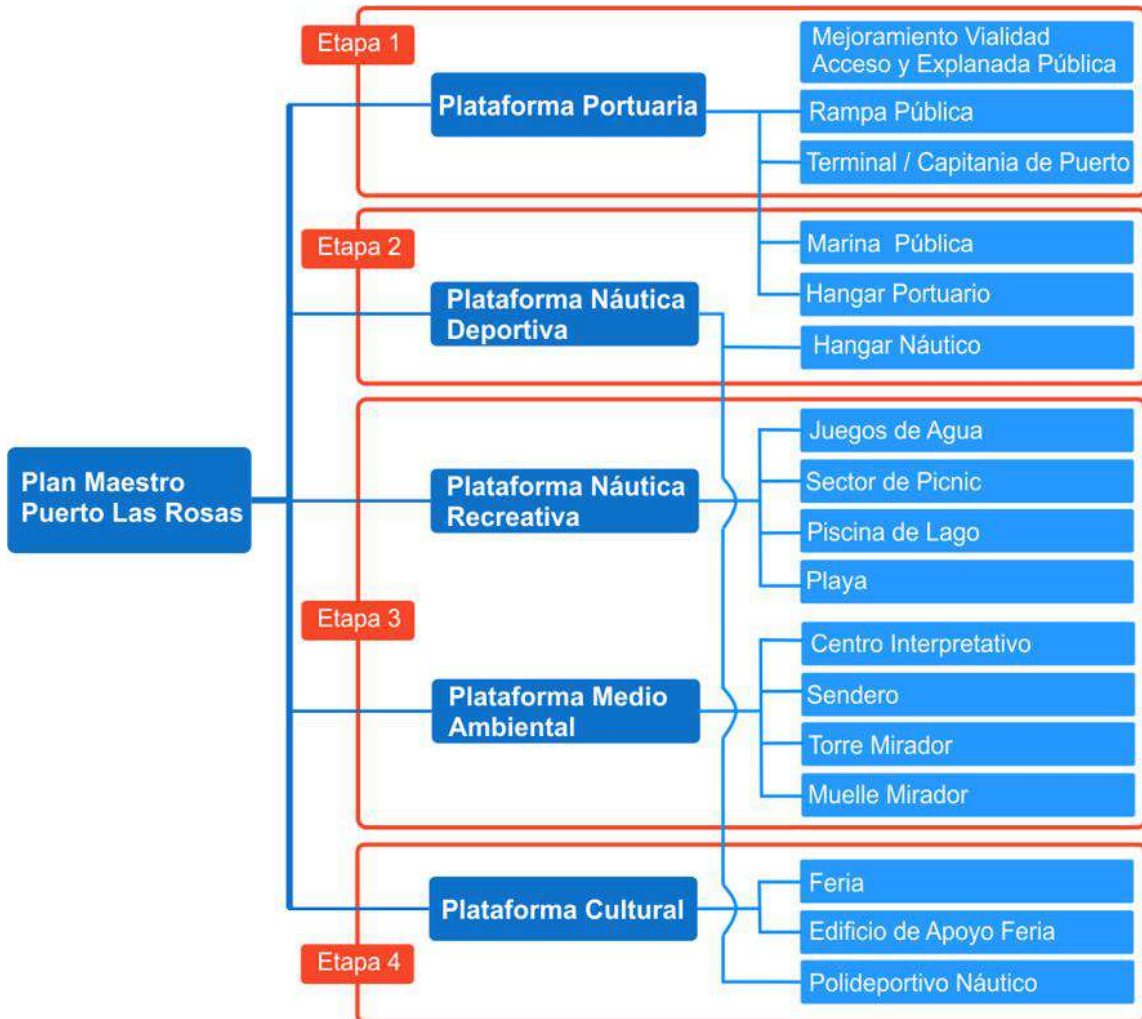 Etapa 1
Plataforma Portuaria
Mejoramiento Vialidad
Acceso y Explanada Pública
Rampa Pública
Terminal / Capitania de Puerto
Etapa 2
Marina Pública
Hangar Portuario
Plataforma Náutica
Deportiva
Hangar Náutico
Plan Maestro
Puerto Las Rosas
Etapa 3
Plataforma Náutica
Recreativa
Juegos de Agua
Sector de Picnic
Piscina de Lago
Playa
Plataforma Medio
Ambiental
Centro Interpretativo
Sendero
Torre Mirador
Muelle Mirador
Etapa 4
Plataforma Cultural
Feria
Edificio de Apoyo Feria
Polideportivo Náutico